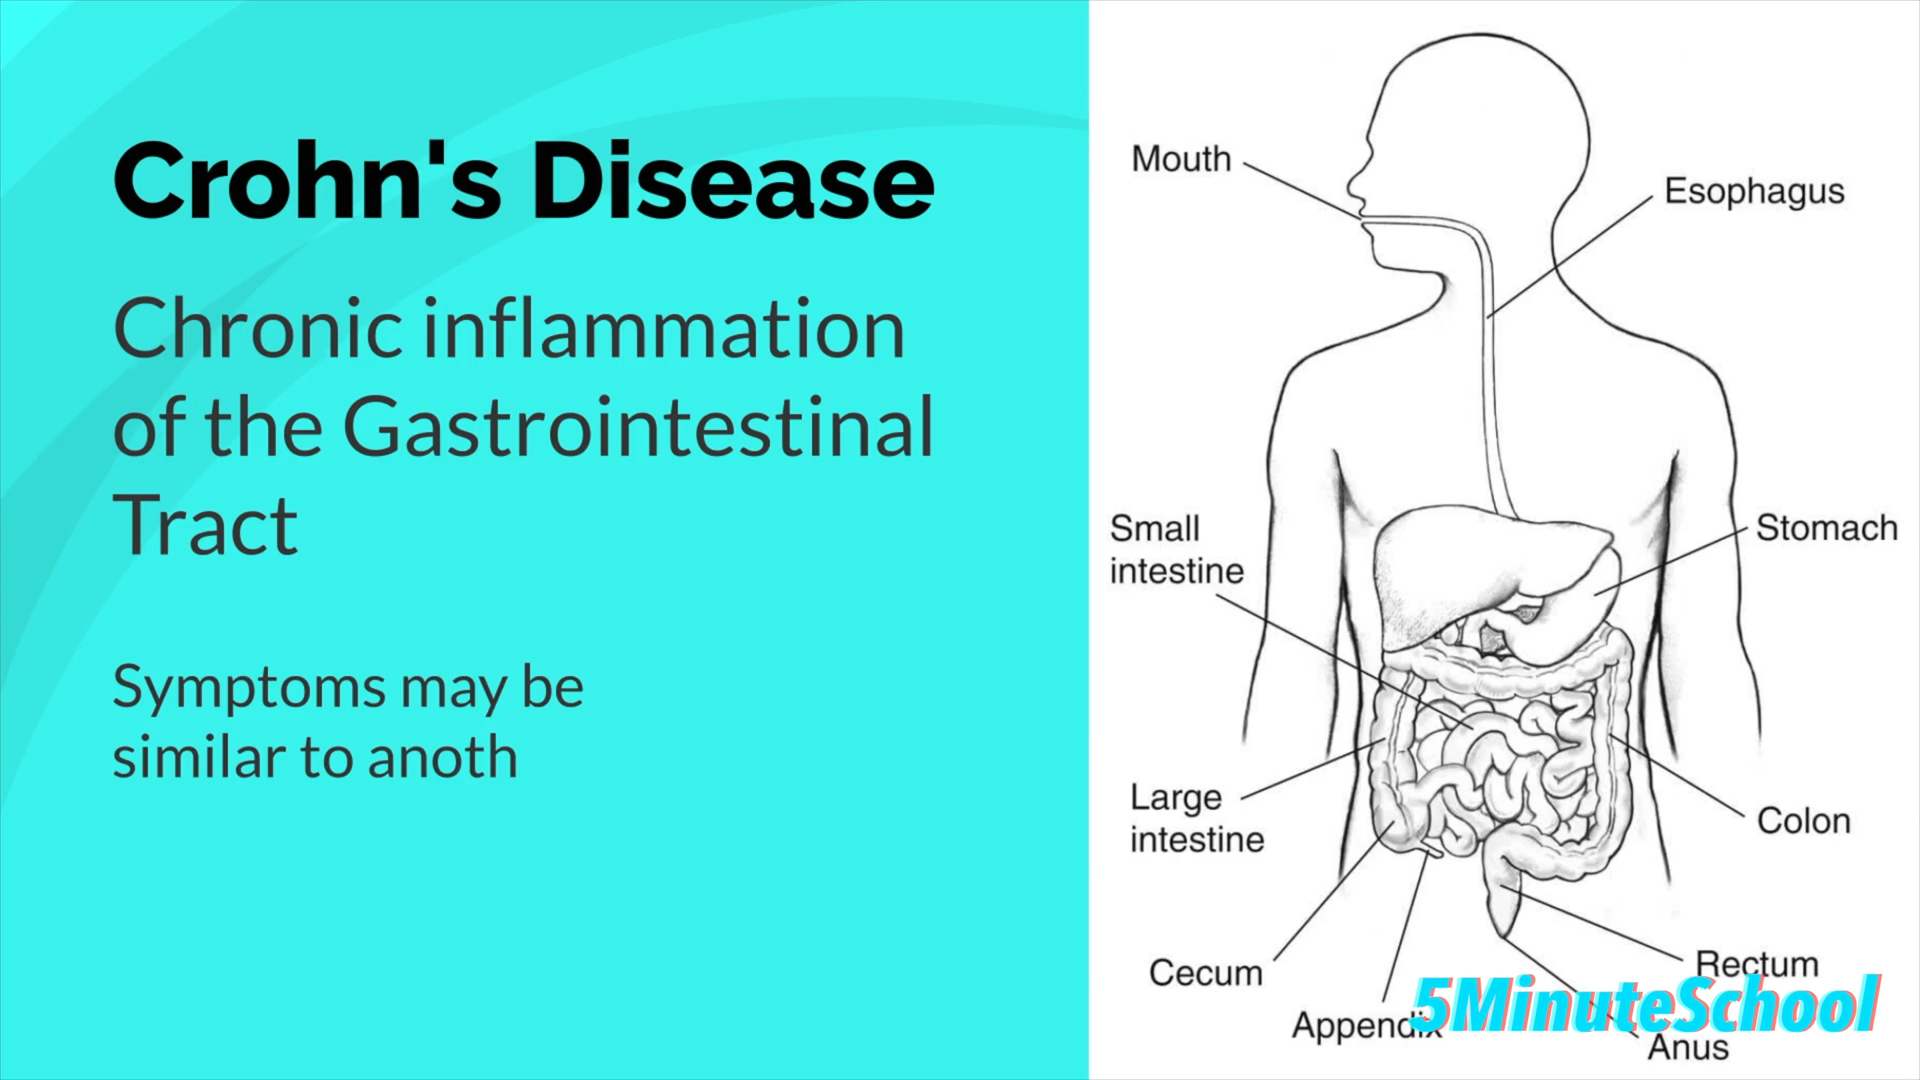 Crohn's Disease
Chronic inflammation
of the Gastrointestinal
Tract
Symptoms may be
similar to anoth
Mouth
Esophagus
Small
intestine
Stomach
Large
intestine
Colon
Cecum
Rectum
Appendix
5MinuteSchool
Anus